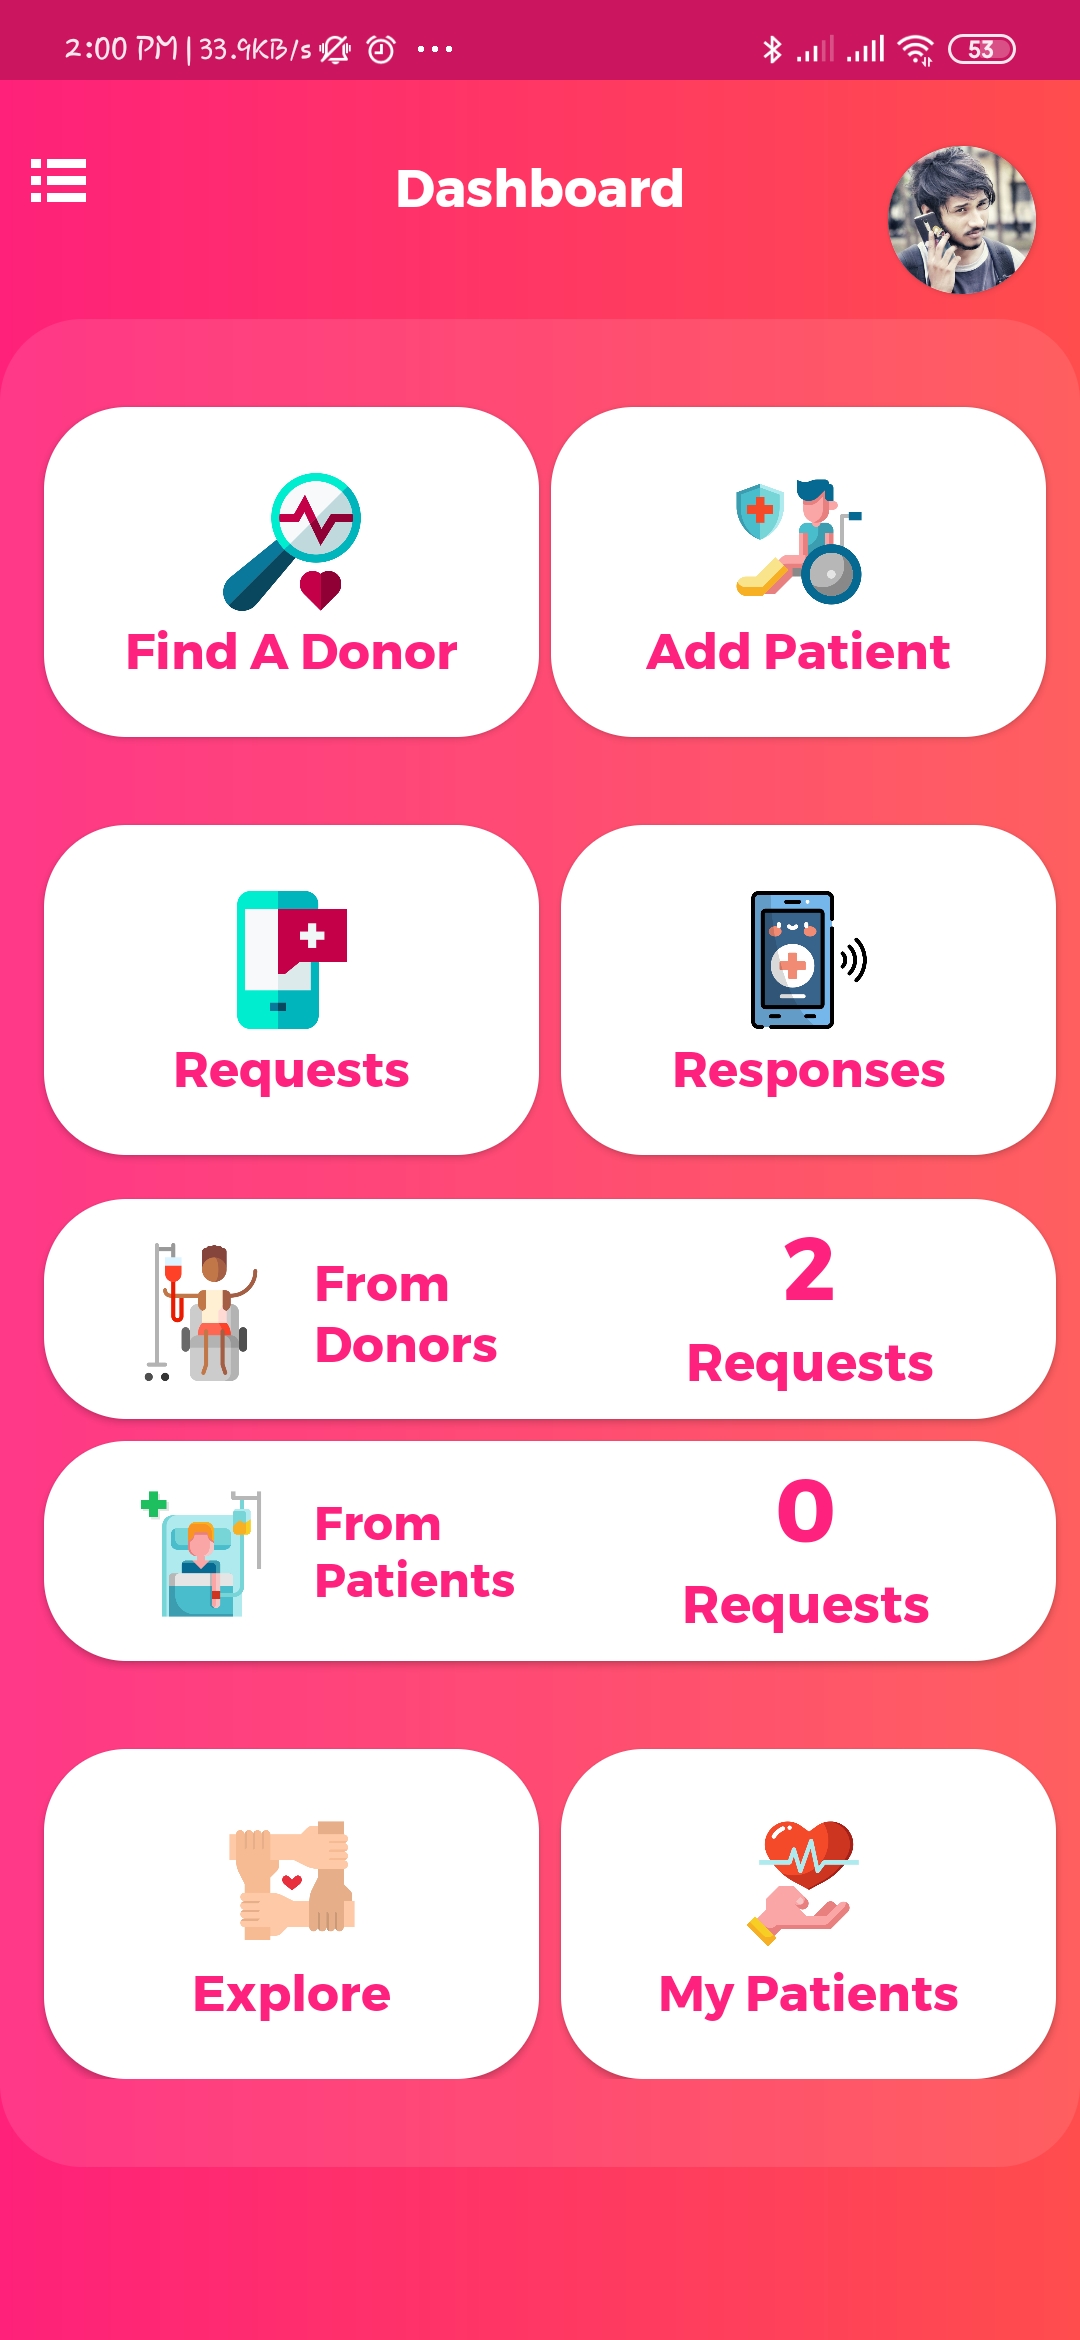 2:00 PM | 33.9KB/s ... 53
Dashboard
Find A Donor
Add Patient
Requests
Responses
From
Donors
2
Requests
From
Patients
0
Requests
Explore
My Patients